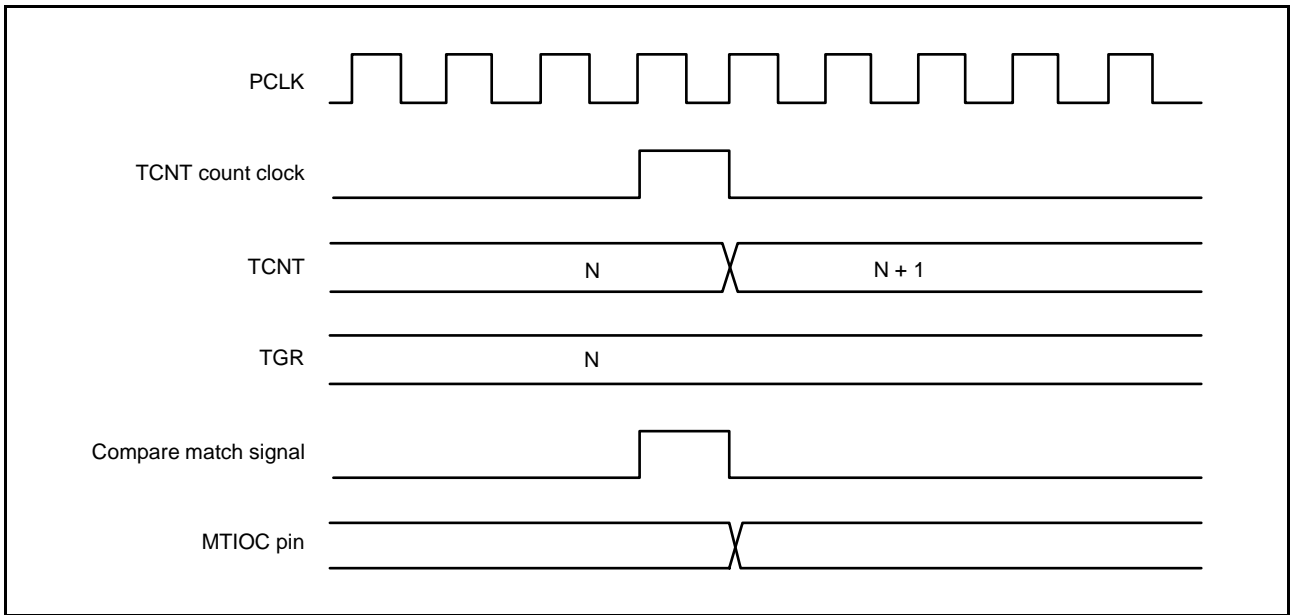 PCLK
TCNT count clock
TCNT
N
N + 1
TGR
N
Compare match signal
MTIOC pin